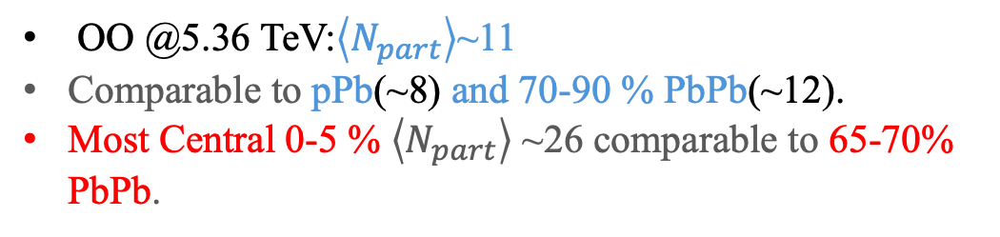 • OO @5.36 TeV:⟨N_part⟩~11
• Comparable to pPb(~8) and 70-90 % PbPb(~12).
• Most Central 0-5 % ⟨N_part⟩ ~26 comparable to 65-70%
PbPb.